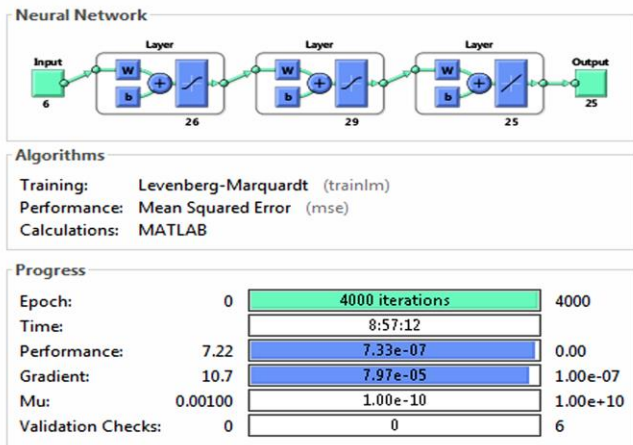 Neural Network
Layer Layer Layer
Input Output
W W W
b b b
6 26 29 25 25
Algorithms
Training: Levenberg-Marquardt (trainlm)
Performance: Mean Squared Error (mse)
Calculations: MATLAB
Progress
Epoch: 0 4000 iterations 4000
Time: 8:57:12
Performance: 7.22 7.33e-07 0.00
Gradient: 10.7 7.97e-05 1.00e-07
Mu: 0.00100 1.00e-10 1.00e+10
Validation Checks: 0 0 6